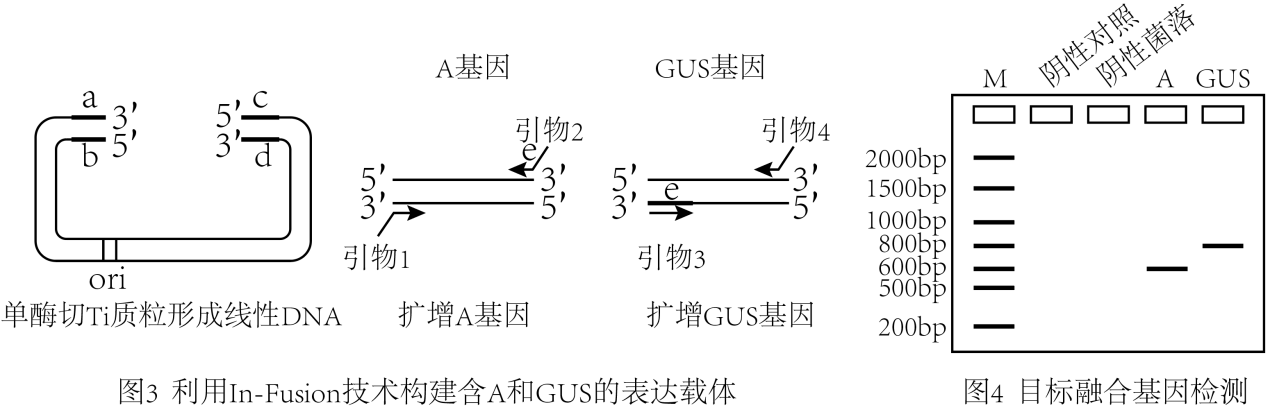 a
3'
5'
b
5'
c
3'
d
ori
单酶切Ti质粒形成线性DNA
A基因
引物2
e
5'
3'
3'
5'
引物1
扩增A基因
GUS基因
引物4
5'
3'
e
3'
5'
引物3
扩增GUS基因
图3 利用In-Fusion技术构建含A和GUS的表达载体
M
阴性对照
阴性菌落
A
GUS
2000bp
1500bp
1000bp
800bp
600bp
500bp
200bp
图4 目标融合基因检测